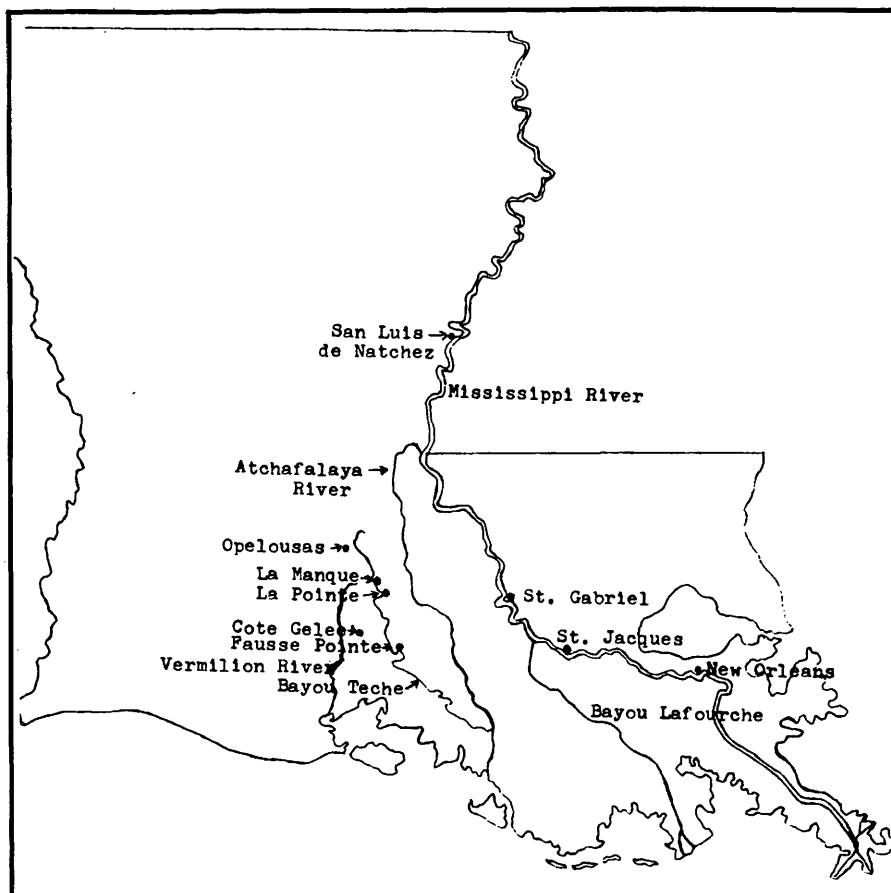 San Luis
de Natchez
Mississippi River
Atchafalaya
River
Opelousas
La Manque
La Pointe
St. Gabriel
Cote Gelee
St. Jacques
Fausse Pointe
Vermilion River
New Orleans
Bayou Teche
Bayou Lafourche